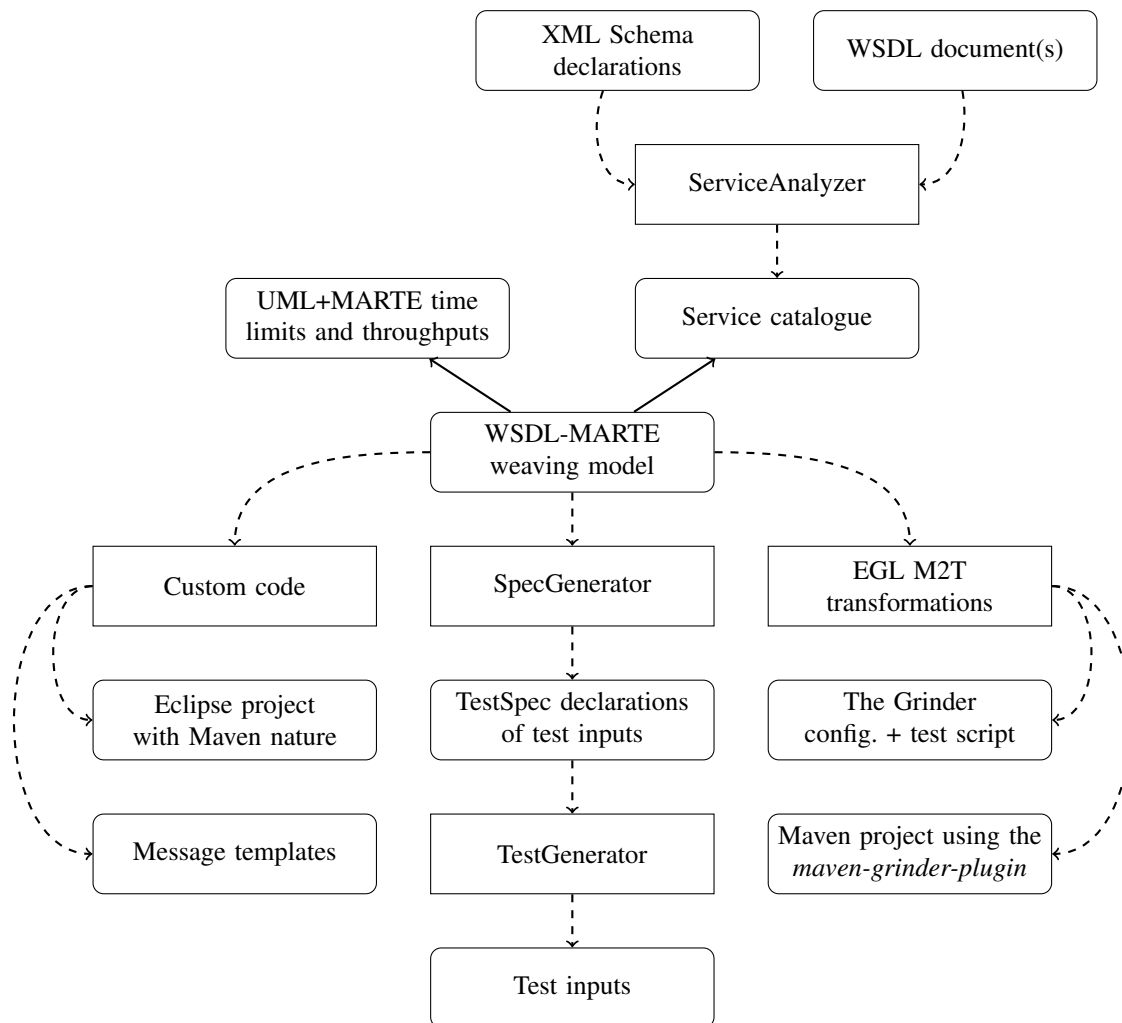 XML Schema
declarations
WSDL document(s)
ServiceAnalyzer
UML+MARTE time
limits and throughputs
Service catalogue
WSDL-MARTE
weaving model
Custom code
SpecGenerator
EGL M2T
transformations
Eclipse project
with Maven nature
TestSpec declarations
of test inputs
The Grinder
config. + test script
Message templates
TestGenerator
Maven project using the
maven-grinder-plugin
Test inputs